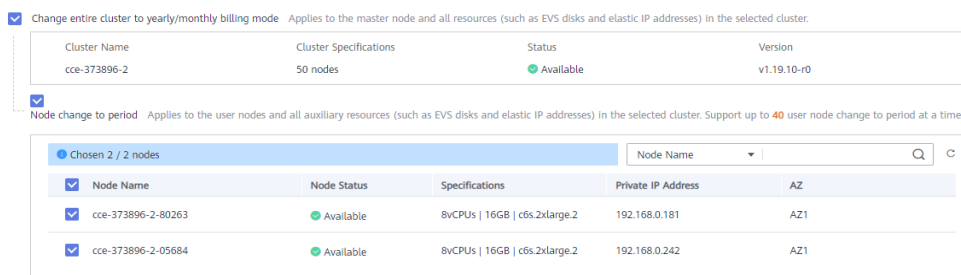 Change entire cluster to yearly/monthly billing mode Applies to the master node and all resources (such as EVS disks and elastic IP addresses) in the selected cluster.
Cluster Name Cluster Specifications Status Version
cce-373896-2 50 nodes Available v1.19.10-r0
Node change to period Applies to the user nodes and all auxiliary resources (such as EVS disks and elastic IP addresses) in the selected cluster. Support up to 40 user node change to period at a time
Chosen 2 / 2 nodes Node Name
Node Name Node Status Specifications Private IP Address AZ
cce-373896-2-80263 Available 8vCPUs | 16GB | c6s.2xlarge.2 192.168.0.181 AZ1
cce-373896-2-05684 Available 8vCPUs | 16GB | c6s.2xlarge.2 192.168.0.242 AZ1